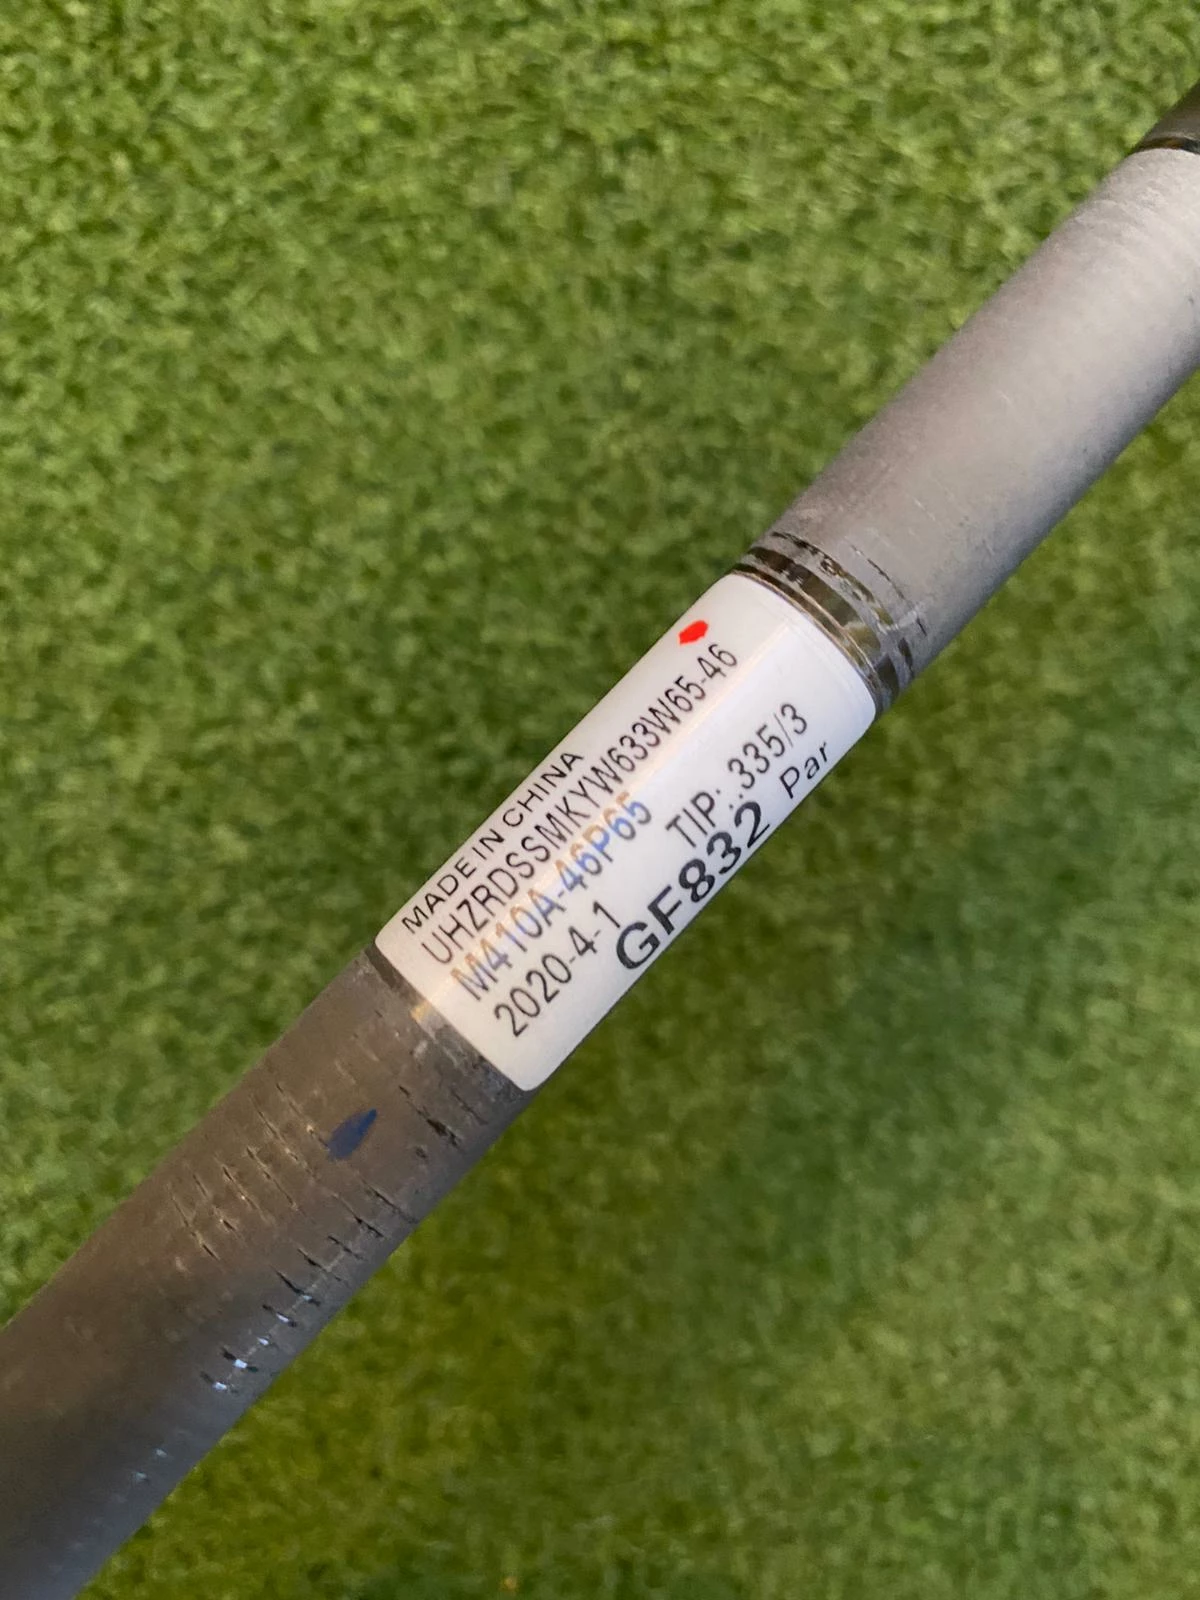 MADE IN CHINA
UHZRDSSMKYW633W65-46
M410A-46P65
2020-4-1 TIP:.335/3
GF832 Par